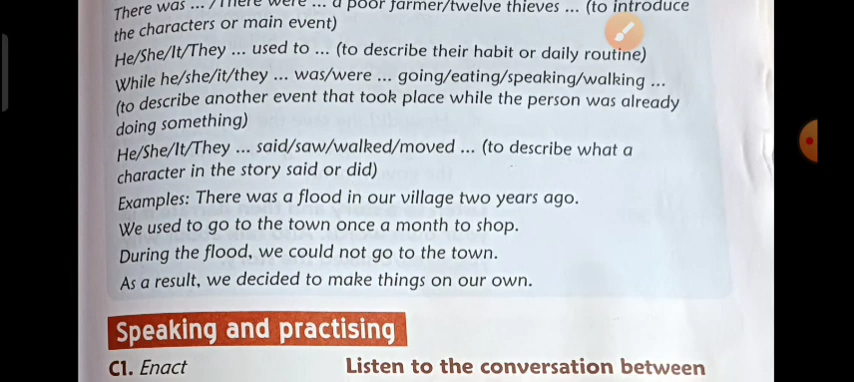 There was ... /There were ... a poor farmer/twelve thieves ... (to introduce
the characters or main event)
He/She/It/They ... used to ... (to describe their habit or daily routine)
While he/she/it/they ... was/were ... going/eating/speaking/walking ...
(to describe another event that took place while the person was already
doing something)
He/She/It/They ... said/saw/walked/moved ... (to describe what a
character in the story said or did)
Examples: There was a flood in our village two years ago.
We used to go to the town once a month to shop.
During the flood, we could not go to the town.
As a result, we decided to make things on our own.
Speaking and practising
C1. Enact Listen to the conversation between